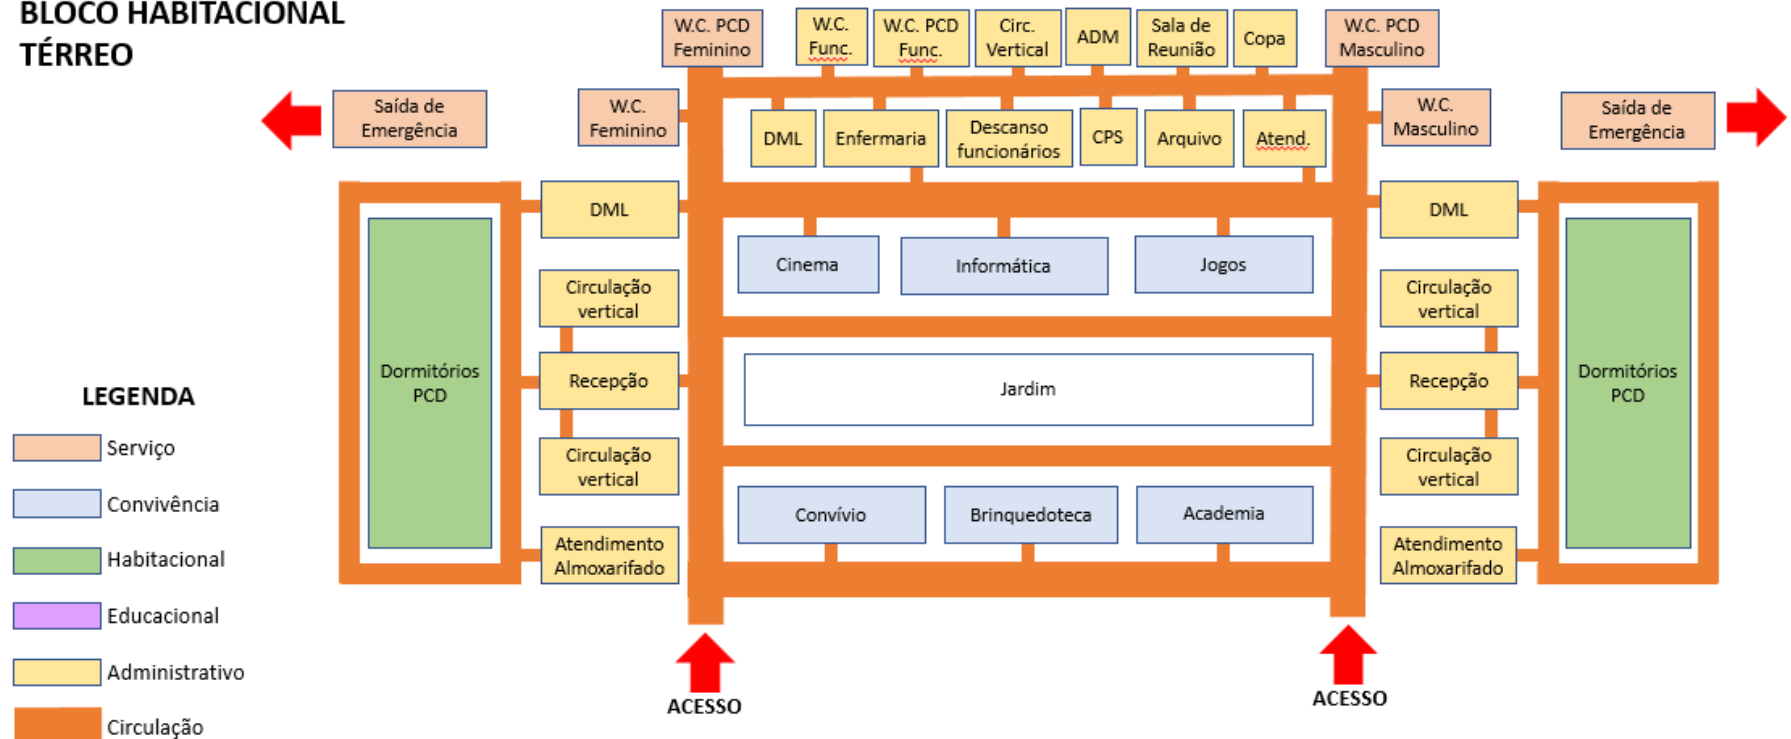 BLOCO HABITACIONAL
TÉRREO
W.C. PCD
Feminino
W.C.
Func.
W.C. PCD
Func.
Circ.
Vertical
ADM
Sala de
Reunião
Copa
W.C. PCD
Masculino
Saída de
Emergência
W.C.
Feminino
DML
Enfermaria
Descanso
funcionários
CPS
Arquivo
Atend.
W.C.
Masculino
Saída de
Emergência
DML
DML
Cinema
Informática
Jogos
Circulação
vertical
Circulação
vertical
Dormitórios
PCD
Recepção
Jardim
Recepção
Dormitórios
PCD
Circulação
vertical
Circulação
vertical
Convívio
Brinquedoteca
Academia
Atendimento
Almoxarifado
Atendimento
Almoxarifado
ACESSO
ACESSO
LEGENDA
Serviço
Convivência
Habitacional
Educacional
Administrativo
Circulação